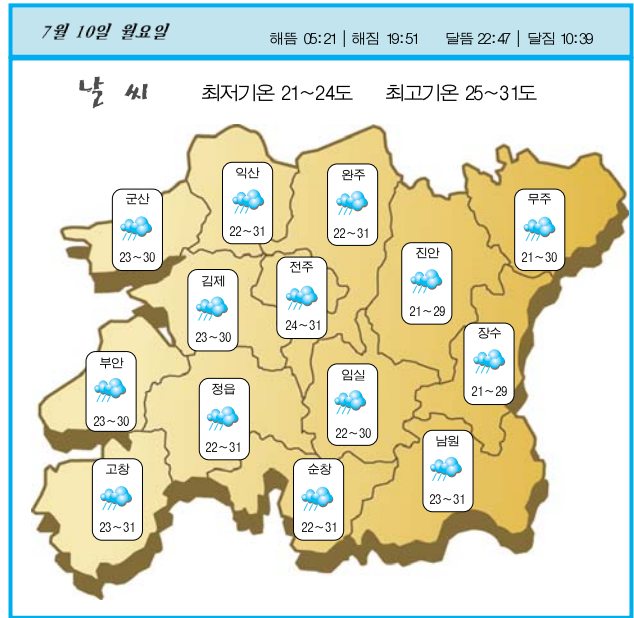 7월 10일 월요일
해뜸 05:21 | 해짐 19:51 달뜸 22:47 | 달짐 10:39
날 씨 최저기온 21~24도 최고기온 25~31도
익산
22~31
완주
22~31
군산
23~30
무주
21~30
진안
21~29
전주
24~31
김제
23~30
장수
21~29
부안
23~30
임실
22~30
정읍
22~31
남원
23~31
고창
23~31
순창
22~31